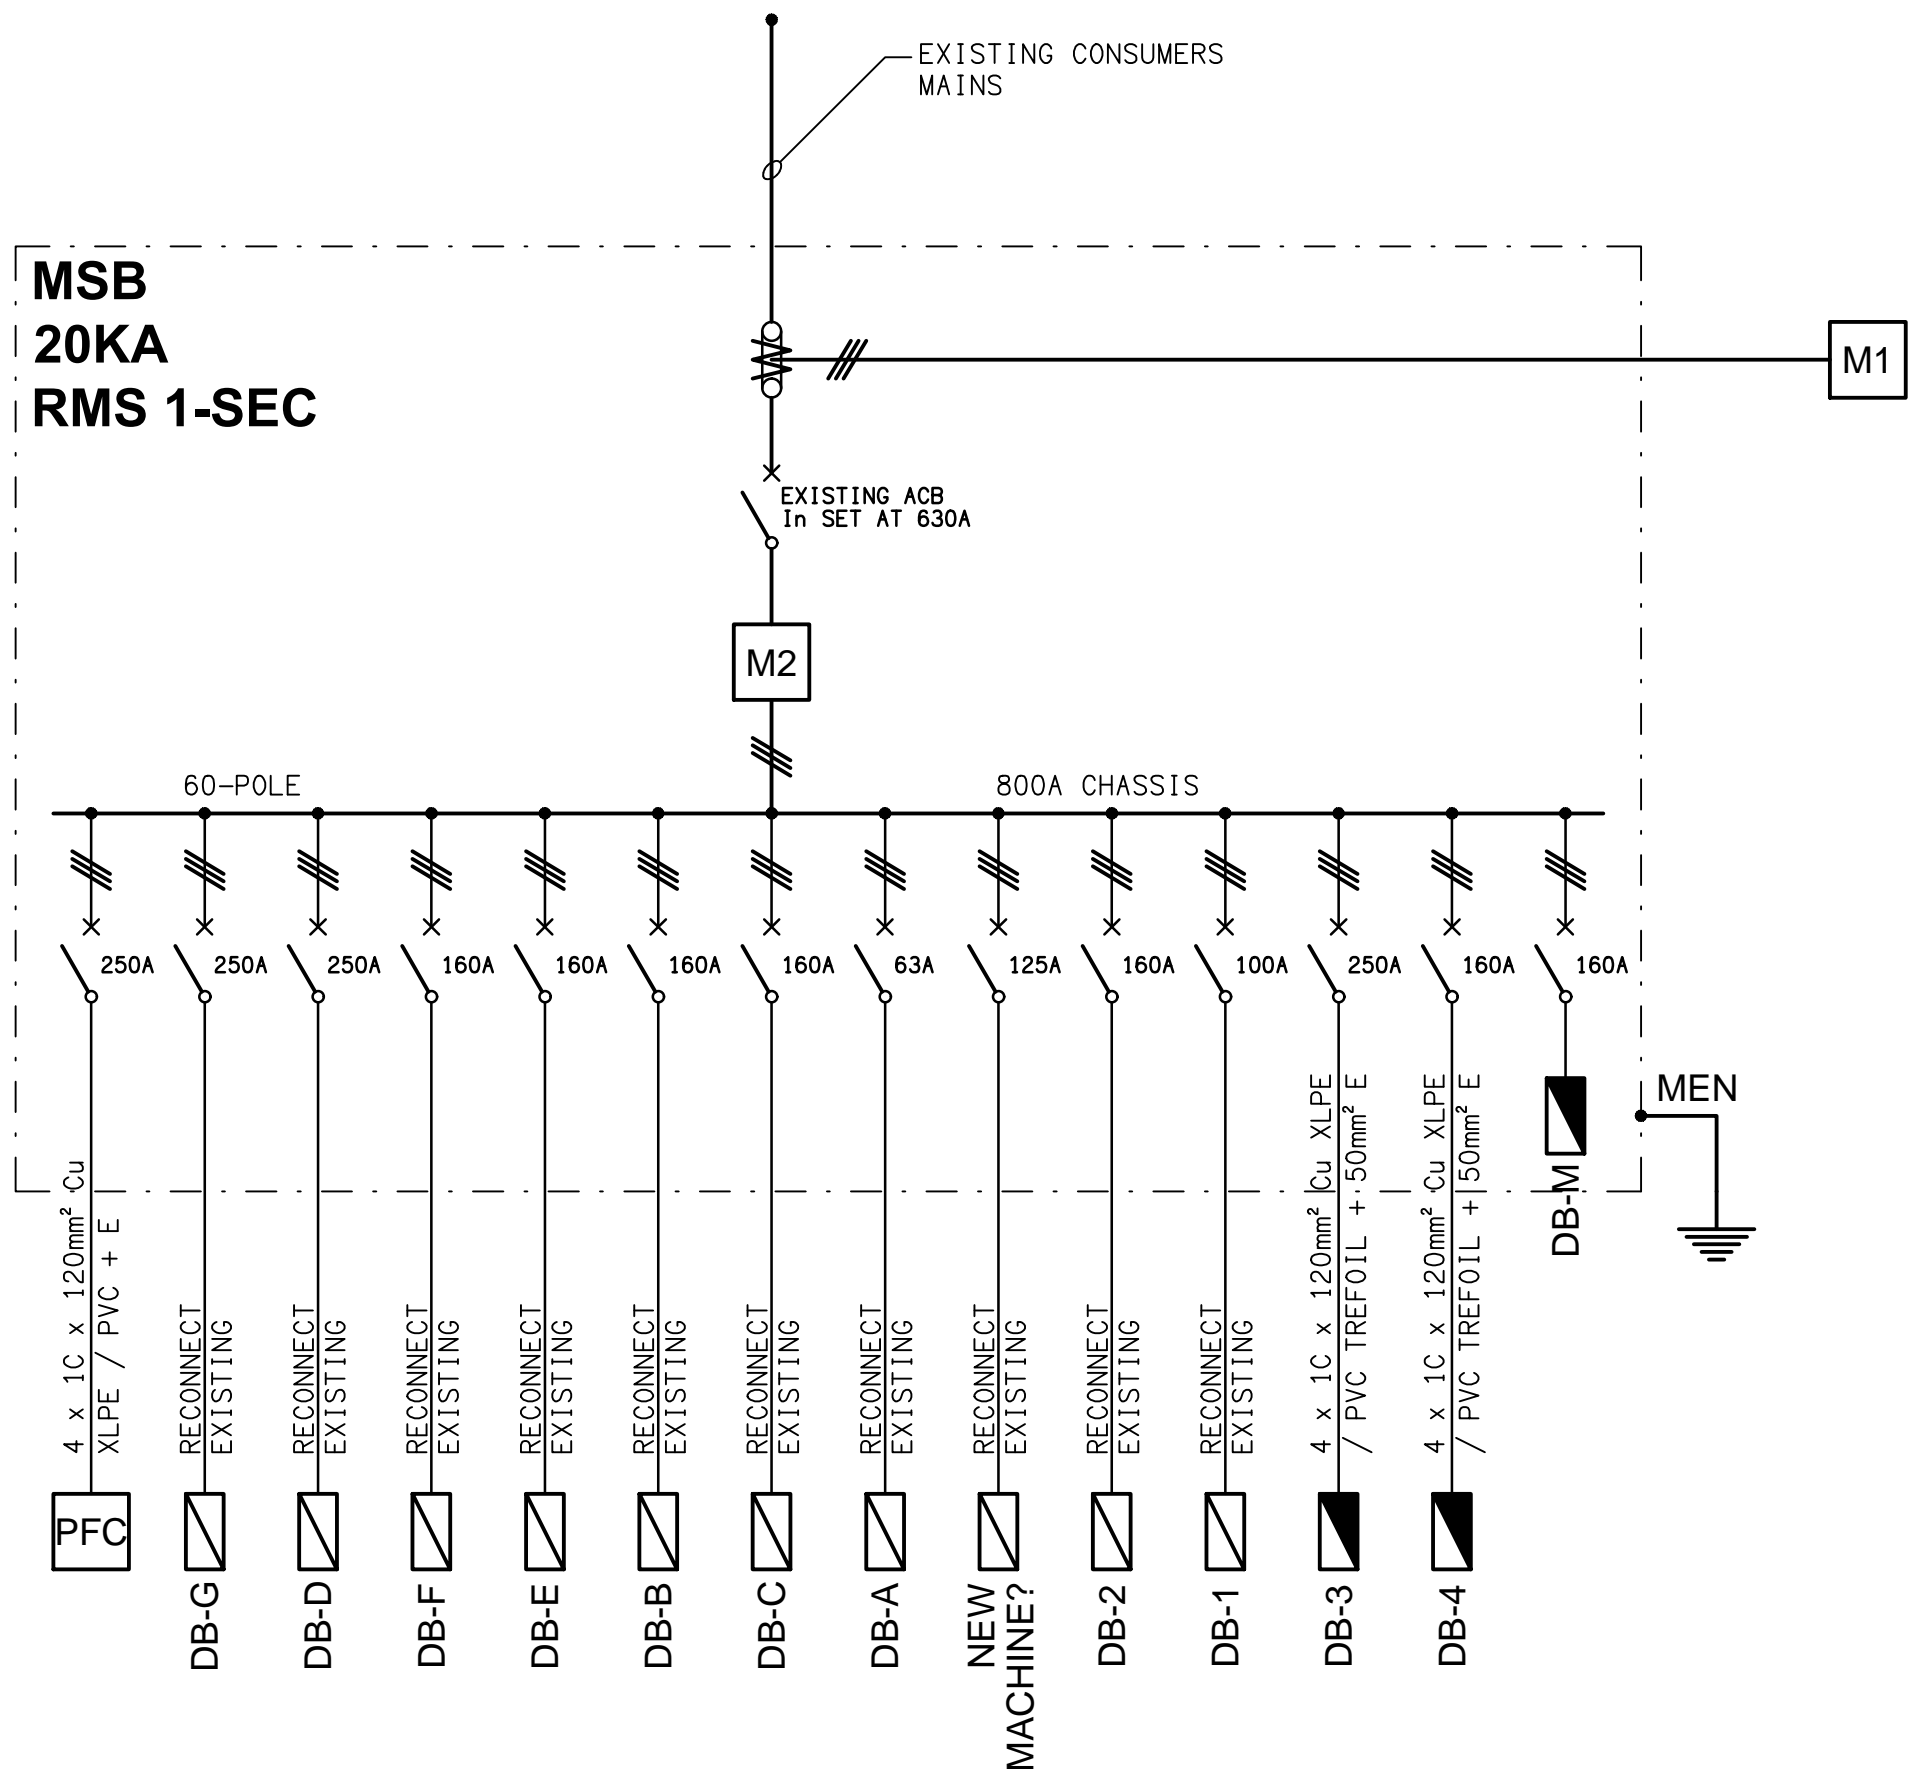 EXISTING CONSUMERS
MAINS
MSB
20KA
RMS 1-SEC
M1
EXISTING ACB
In SET AT 630A
M2
60-POLE
800A CHASSIS
250A
250A
250A
160A
160A
160A
160A
63A
125A
160A
100A
250A
160A
160A
MEN
4 x 1C x 120mm² Cu
XLPE / PVC + E
RECONNECT
EXISTING
RECONNECT
EXISTING
RECONNECT
EXISTING
RECONNECT
EXISTING
RECONNECT
EXISTING
RECONNECT
EXISTING
RECONNECT
EXISTING
RECONNECT
EXISTING
RECONNECT
EXISTING
RECONNECT
EXISTING
4 x 1C x 120mm² Cu XLPE
/ PVC TREFOIL + 50mm² E
4 x 1C x 120mm² Cu XLPE
/ PVC TREFOIL + 50mm² E
DB-M
PFC
DB-G
DB-D
DB-F
DB-E
DB-B
DB-C
DB-A
NEW
MACHINE?
DB-2
DB-1
DB-3
DB-4